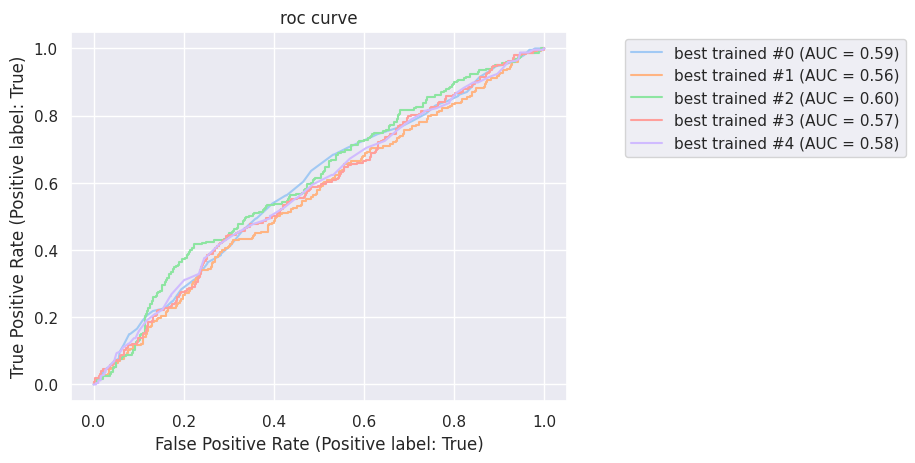 roc curve
True Positive Rate (Positive label: True)
1.0
0.8
0.6
0.4
0.2
0.0
0.0 0.2 0.4 0.6 0.8 1.0
False Positive Rate (Positive label: True)
best trained #0 (AUC = 0.59)
best trained #1 (AUC = 0.56)
best trained #2 (AUC = 0.60)
best trained #3 (AUC = 0.57)
best trained #4 (AUC = 0.58)